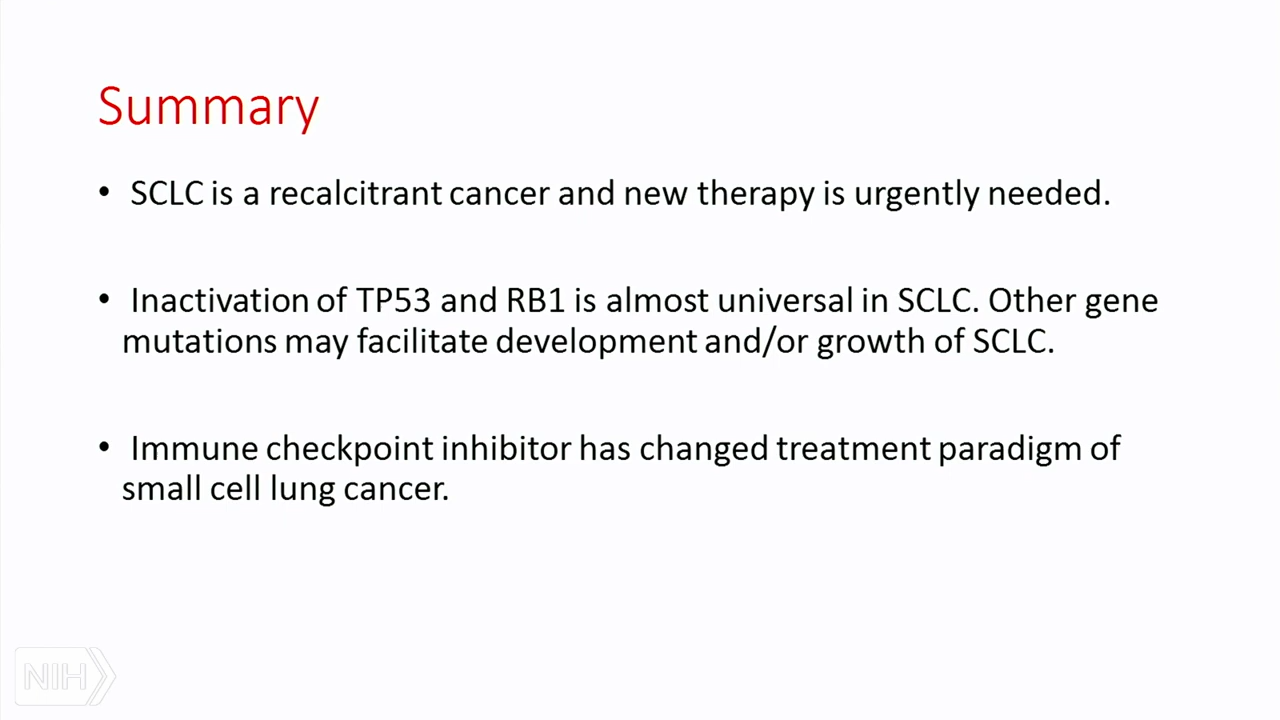 Summary
• SCLC is a recalcitrant cancer and new therapy is urgently needed.
• Inactivation of TP53 and RB1 is almost universal in SCLC. Other gene
mutations may facilitate development and/or growth of SCLC.
• Immune checkpoint inhibitor has changed treatment paradigm of
small cell lung cancer.
NIH